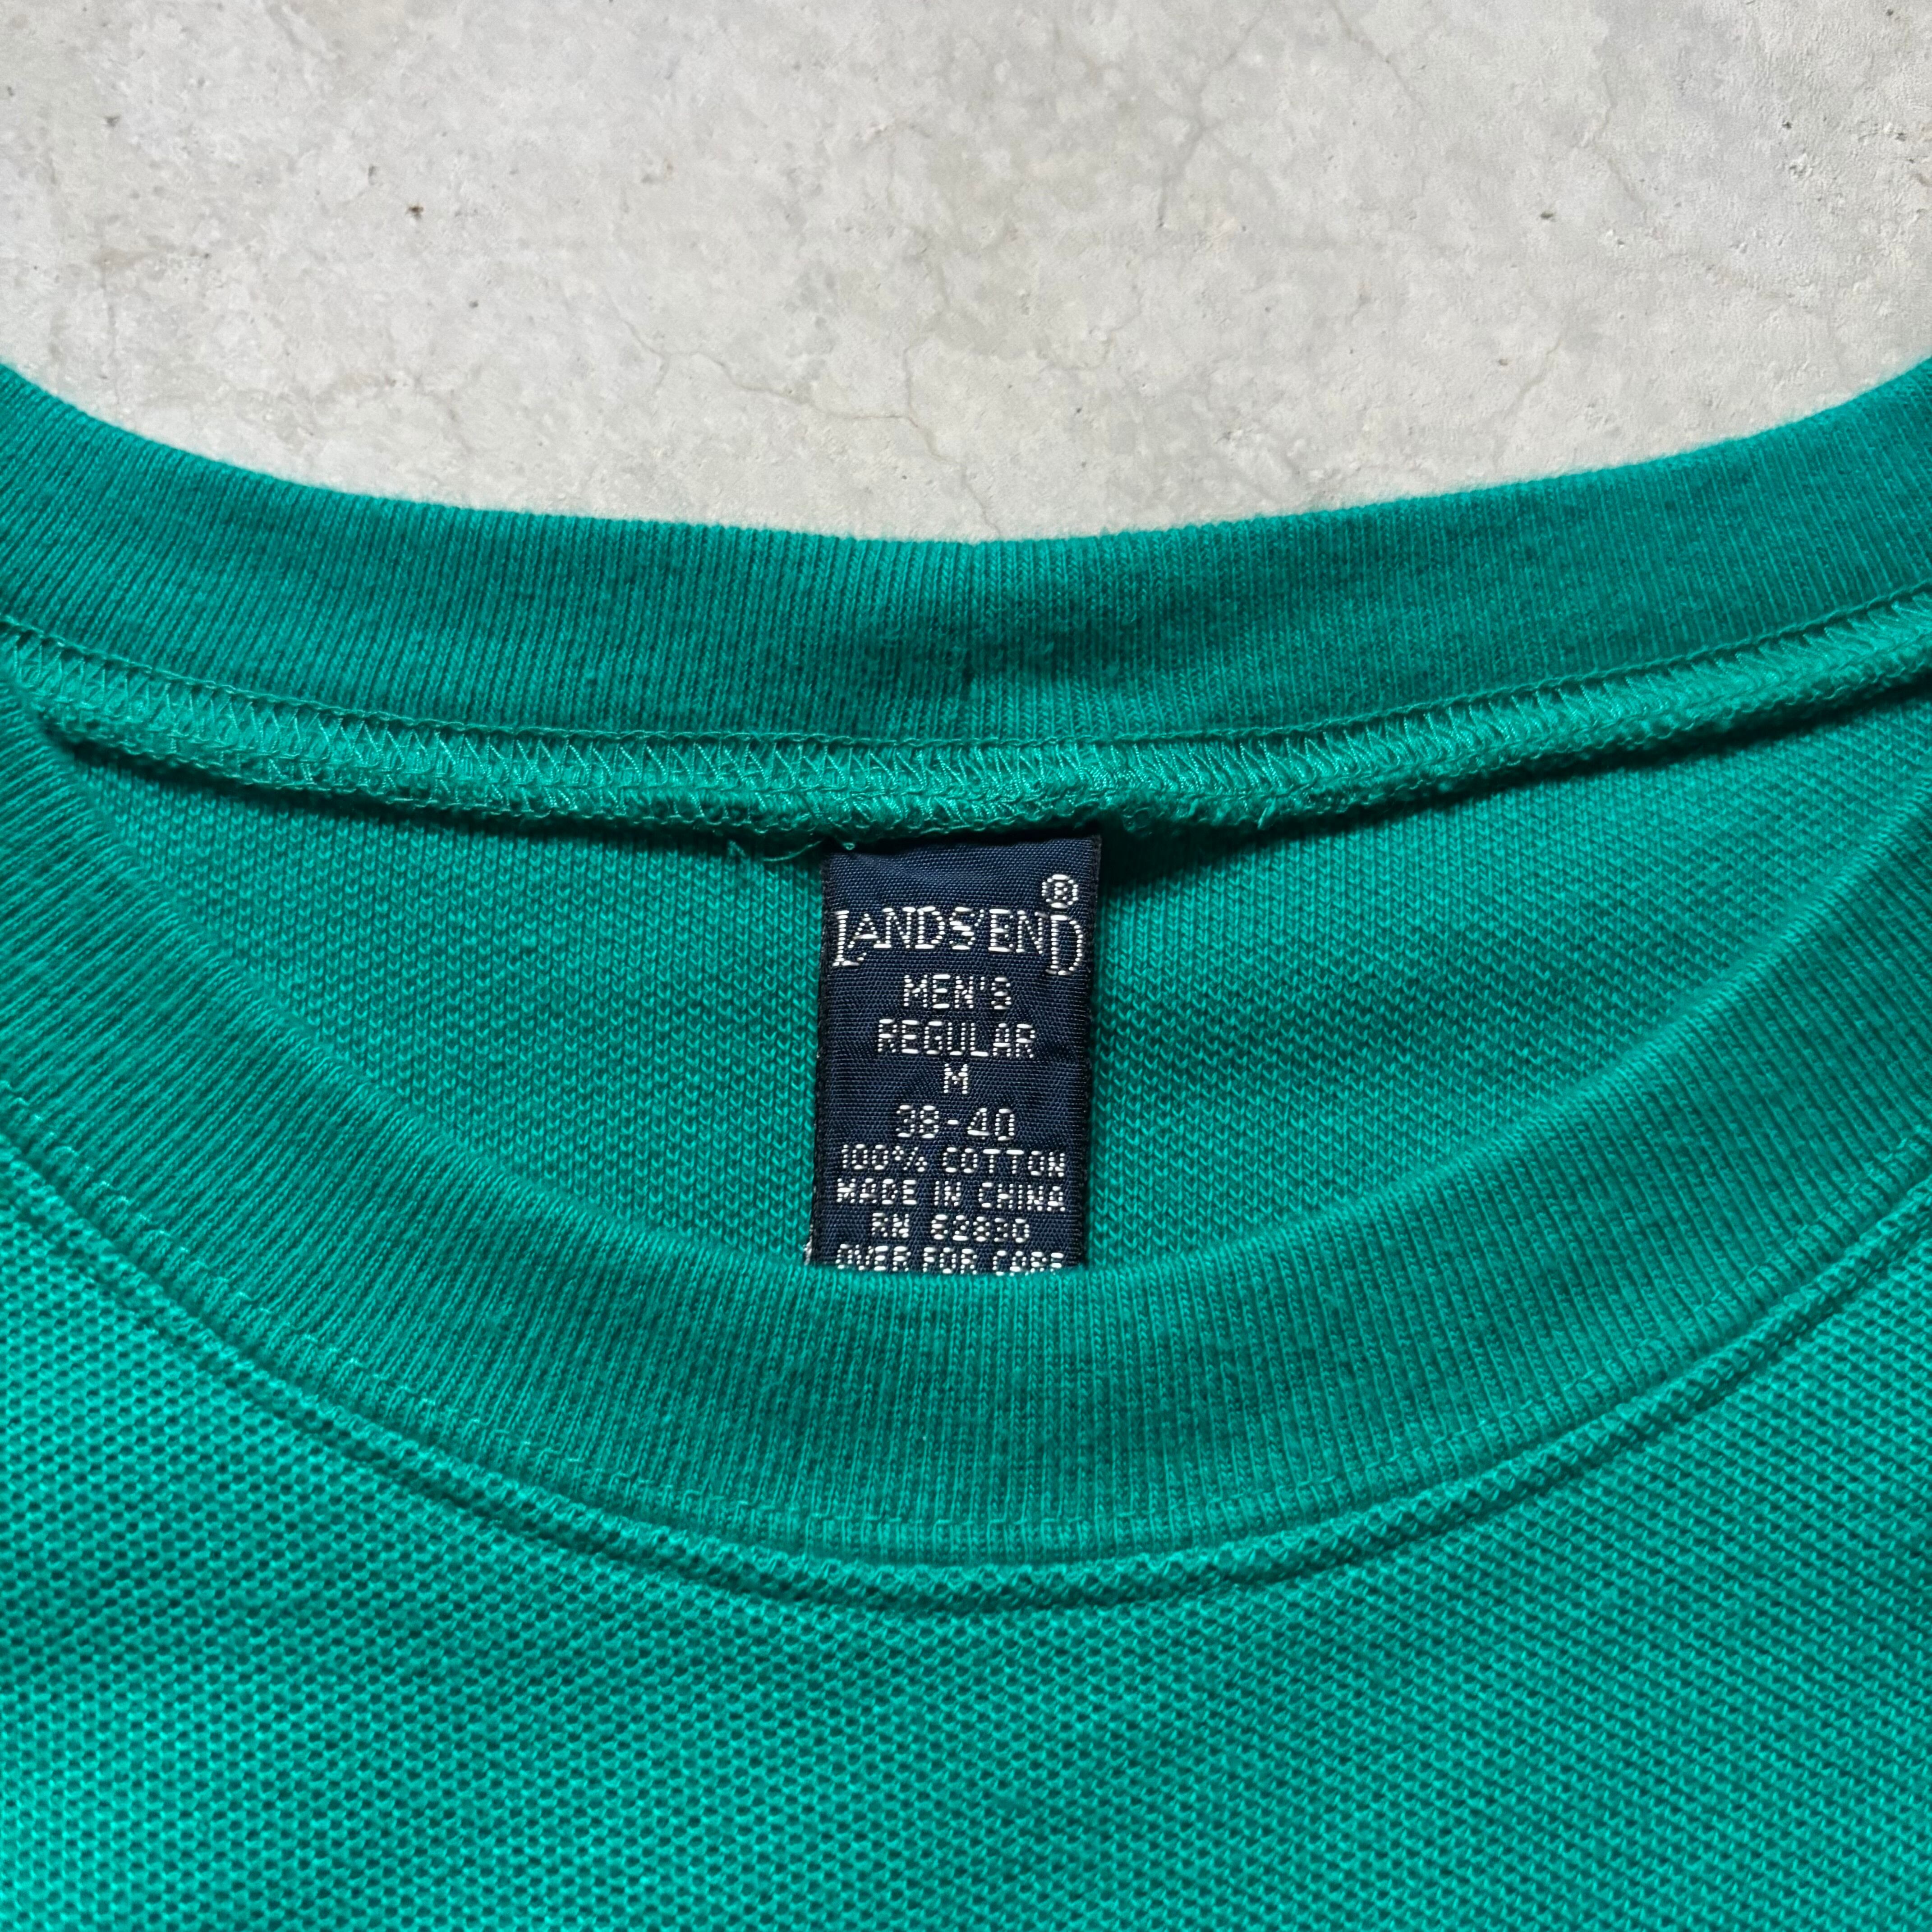 LANDS'END®
MEN'S
REGULAR
M
38-40
100% COTTON
MADE IN CHINA
RN 62830
OVER FOR CARE